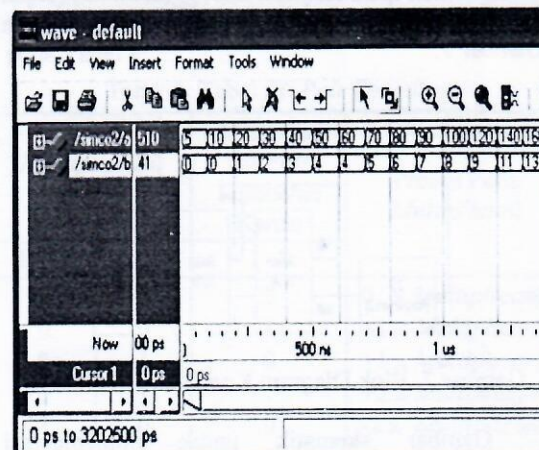 wave - default
File Edit View Insert Format Tools Window
/simco2/a 510 5 10 20 30 40 50 60 70 80 90 100 120 140 16
/simco2/b 41 0 0 1 2 3 4 4 5 6 7 8 9 11 13
Now 00 ps 500 ns 1 us
Cursor 1 0 ps 0 ps
0 ps to 3202500 ps